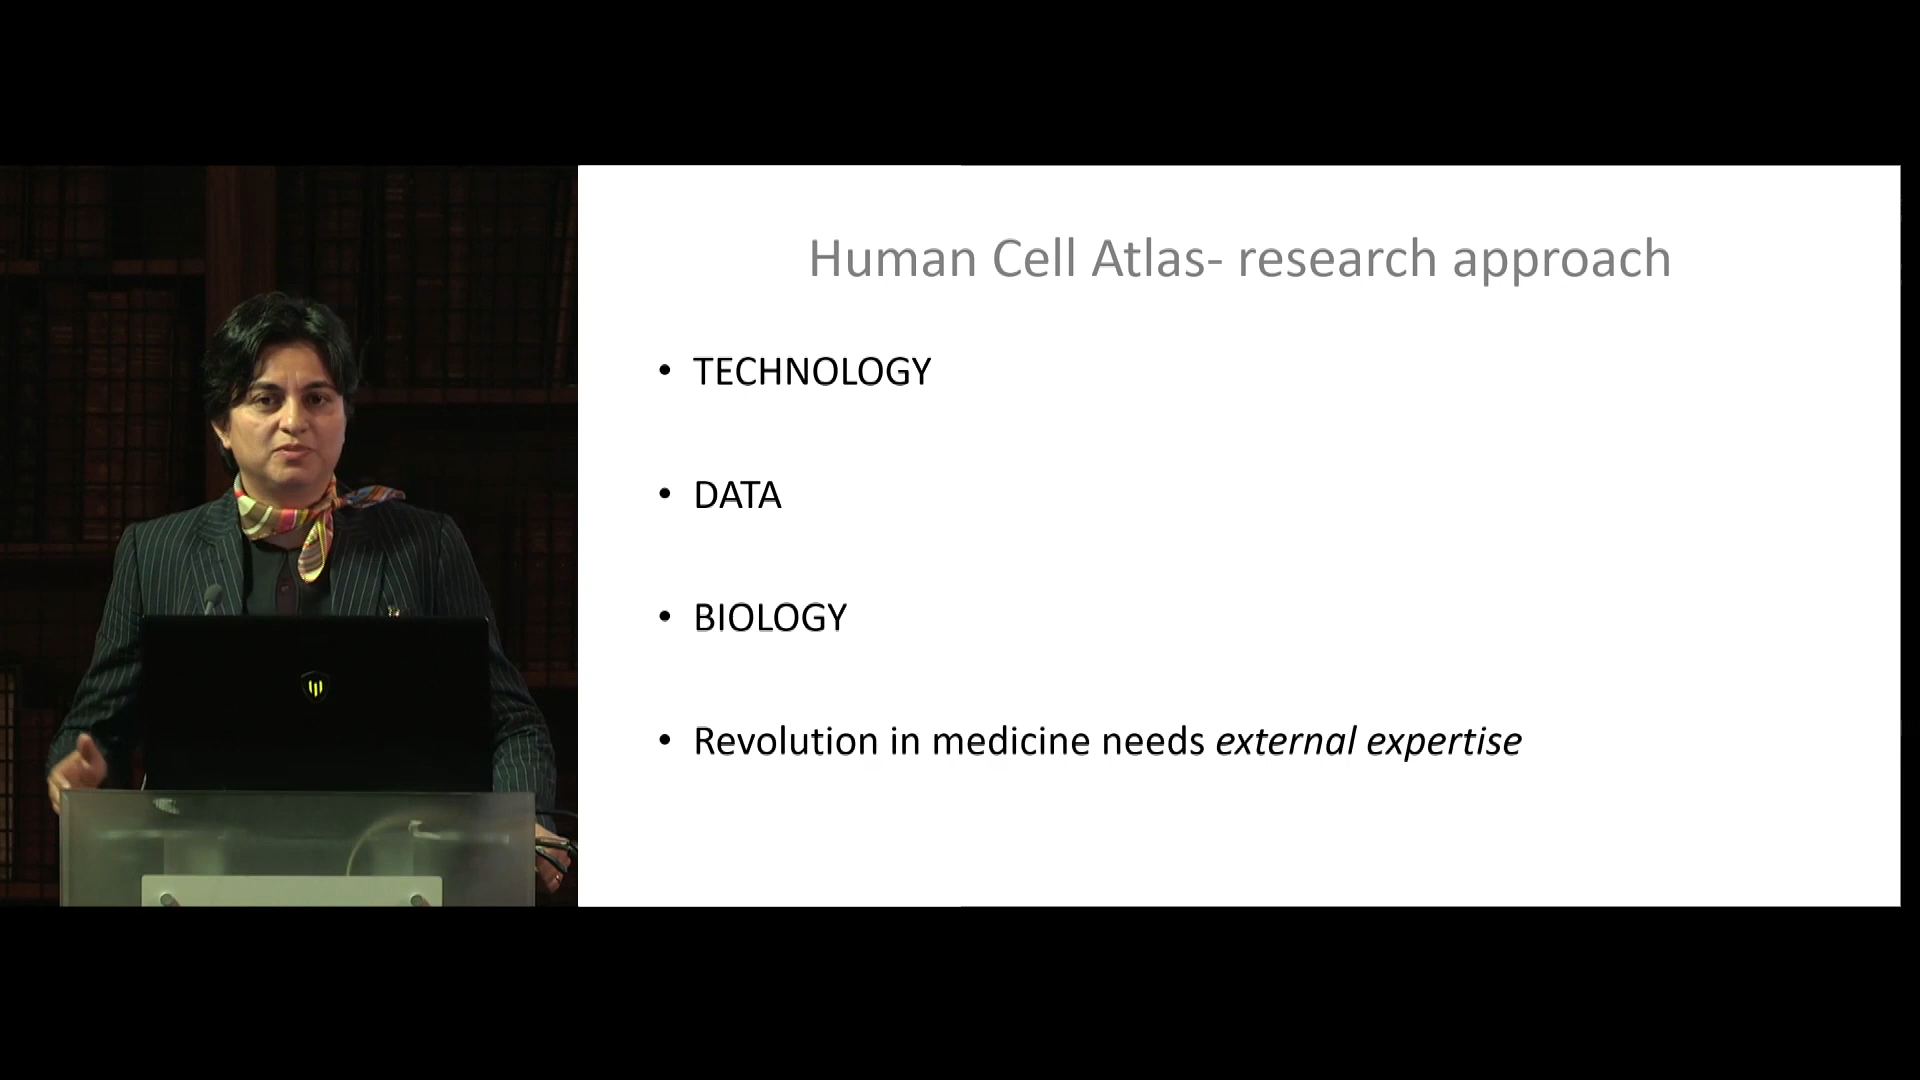 Human Cell Atlas- research approach
• TECHNOLOGY
• DATA
• BIOLOGY
• Revolution in medicine needs external expertise